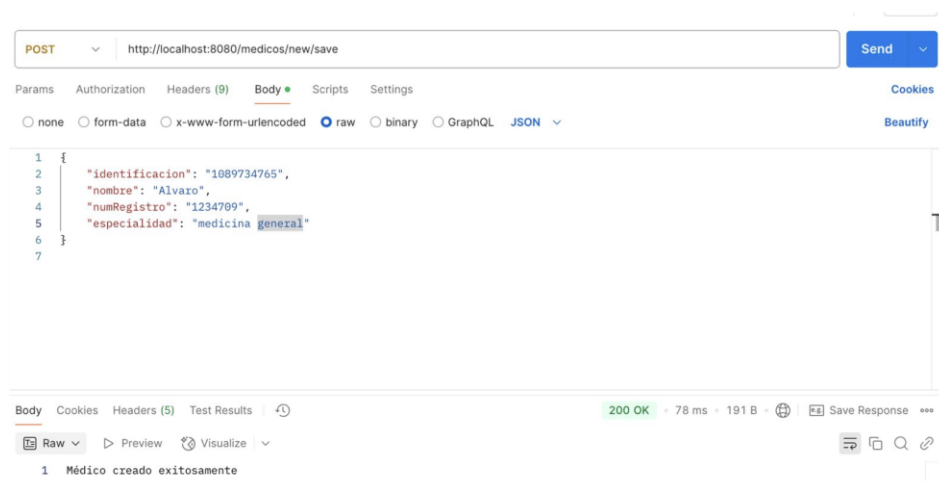 POST http://localhost:8080/medicos/new/save Send
Params Authorization Headers (9) Body Scripts Settings Cookies
none form-data x-www-form-urlencoded raw binary GraphQL JSON Beautify
1 {
2 "identificacion": "1089734765",
3 "nombre": "Alvaro",
4 "numRegistro": "1234709",
5 "especialidad": "medicina general"
6 }
7
Body Cookies Headers (5) Test Results 200 OK 78 ms 191 B Save Response
Raw Preview Visualize
1 Médico creado exitosamente